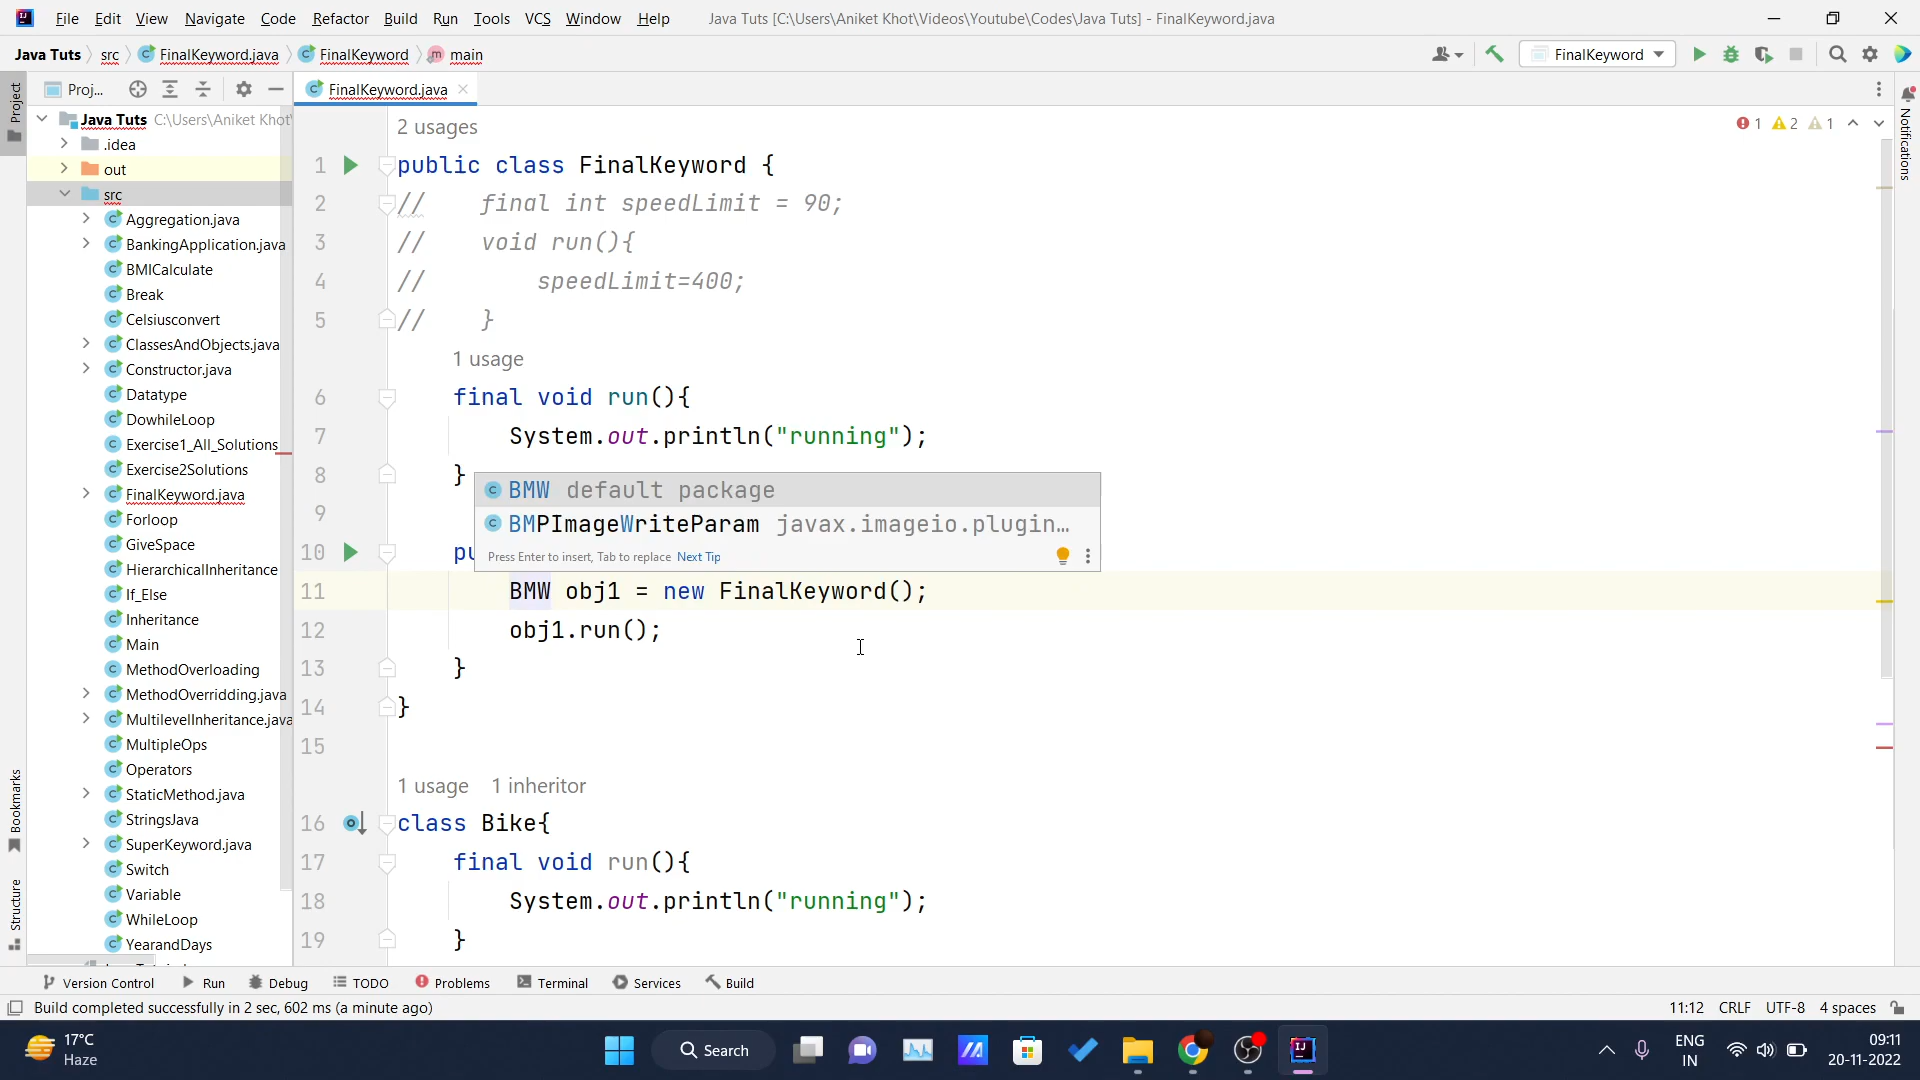 File Edit View Navigate Code Refactor Build Run Tools VCS Window Help Java Tuts [C:\Users\Aniket Khot\Videos\Youtube\Codes\Java Tuts] - FinalKeyword.java
Java Tuts src FinalKeyword.java FinalKeyword main FinalKeyword
Project Proj... FinalKeyword.java
Notifications
Java Tuts C:\Users\Aniket Khot\
.idea
out
src
Aggregation.java
BankingApplication.java
BMICalculate
Break
Celsiusconvert
ClassesAndObjects.java
Constructor.java
Datatype
DowhileLoop
Exercise1_All_Solutions
Exercise2Solutions
FinalKeyword.java
Forloop
GiveSpace
HierarchicalInheritance
If_Else
Inheritance
Main
MethodOverloading
MethodOverridding.java
MultilevelInheritance.java
MultipleOps
Operators
StaticMethod.java
StringsJava
SuperKeyword.java
Switch
Variable
WhileLoop
YearandDays
Bookmarks
Structure
2 usages 1 2 1
1 public class FinalKeyword {
2 //    final int speedLimit = 90;
3 //    void run(){
4 //        speedLimit=400;
5 //    }
1 usage
6 final void run(){
7 System.out.println("running");
8 }
BMW default package
9
BMPImageWriteParam javax.imageio.plugin...
Press Enter to insert, Tab to replace Next Tip
10 pu
11 BMW obj1 = new FinalKeyword();
12 obj1.run();
13 }
14 }
15
1 usage 1 inheritor
16 class Bike{
17 final void run(){
18 System.out.println("running");
19 }
Version Control Run Debug TODO Problems Terminal Services Build
Build completed successfully in 2 sec, 602 ms (a minute ago) 11:12 CRLF UTF-8 4 spaces
17°C
Haze
Search
ENG
IN
09:11
20-11-2022